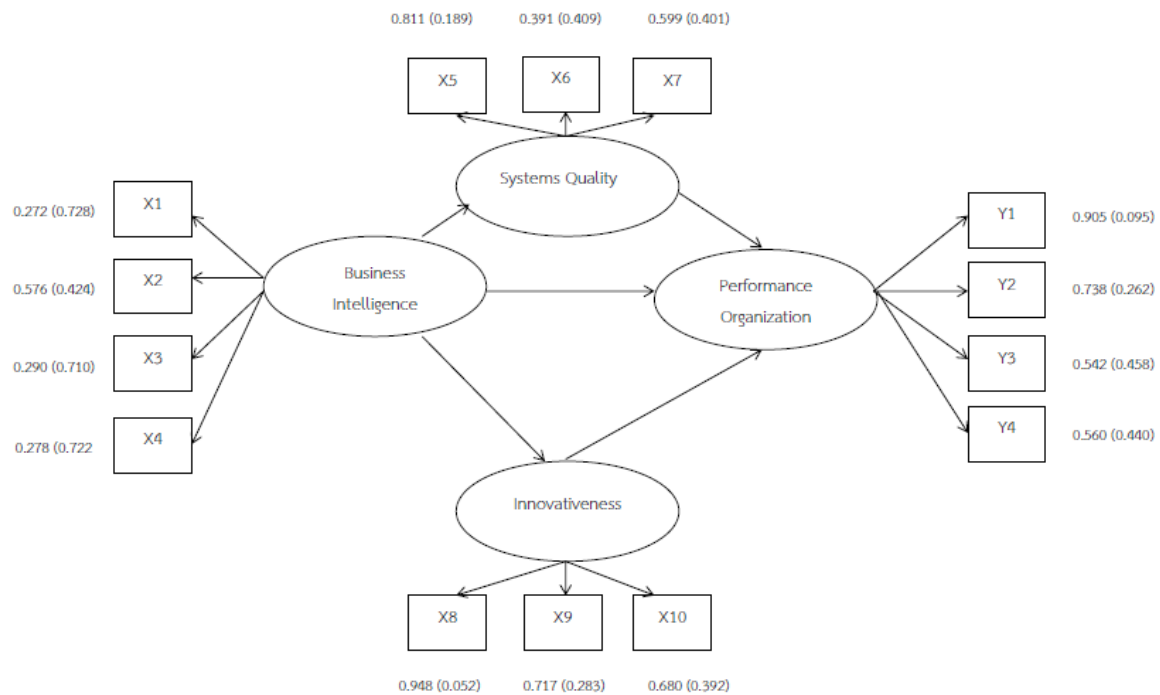 0.811 (0.189) 0.391 (0.409) 0.599 (0.401)
X5 X6 X7
Systems Quality
0.272 (0.728) X1
0.576 (0.424) X2
0.290 (0.710) X3
0.278 (0.722 X4
Business
Intelligence
Performance
Organization
Y1 0.905 (0.095)
Y2 0.738 (0.262)
Y3 0.542 (0.458)
Y4 0.560 (0.440)
Innovativeness
X8 X9 X10
0.948 (0.052) 0.717 (0.283) 0.680 (0.392)